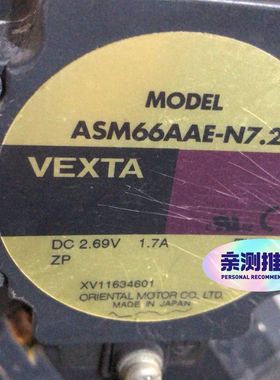 MODEL
ASM66AAE-N7.2
VEXTA
DC 2.69V 1.7A
ZP
XV11634601
ORIENTAL MOTOR CO., LTD.
MADE IN JAPAN
亲测推
PERSONAL RECOMMEN